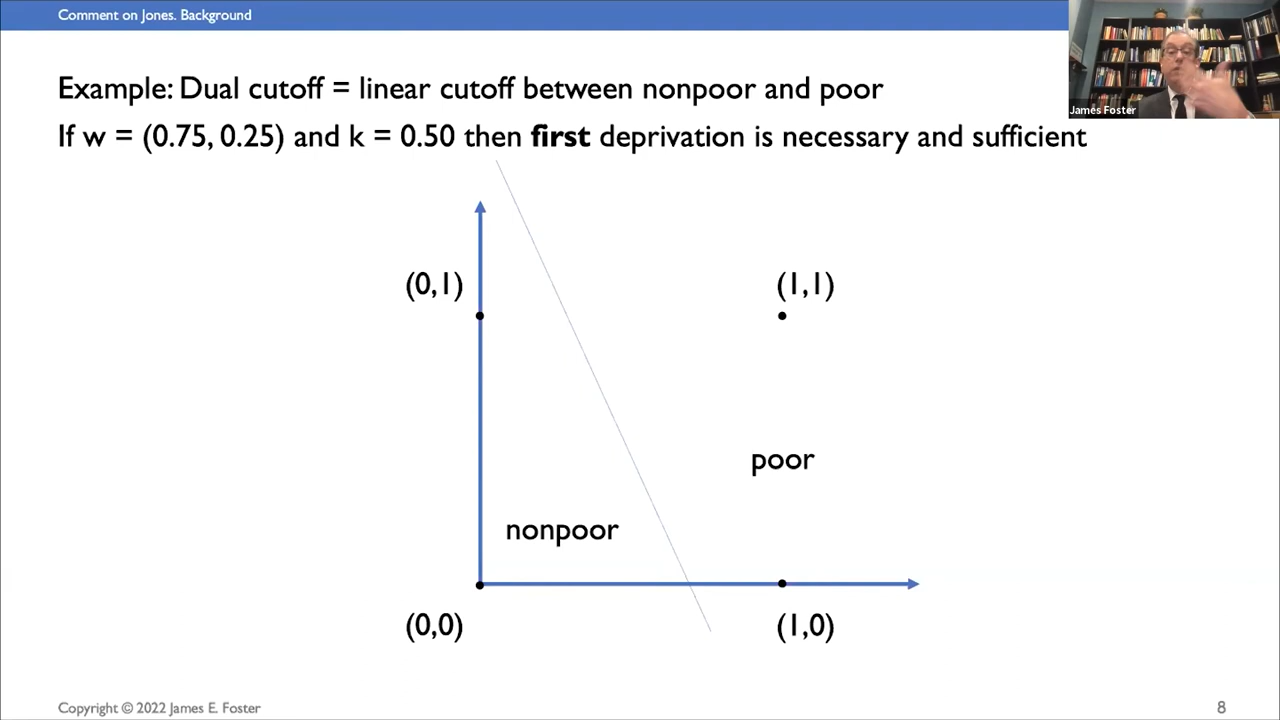 Comment on Jones. Background
James Foster
Example: Dual cutoff = linear cutoff between nonpoor and poor
If w = (0.75, 0.25) and k = 0.50 then first deprivation is necessary and sufficient
(0,1)
(1,1)
poor
nonpoor
(0,0)
(1,0)
Copyright © 2022 James E. Foster
8